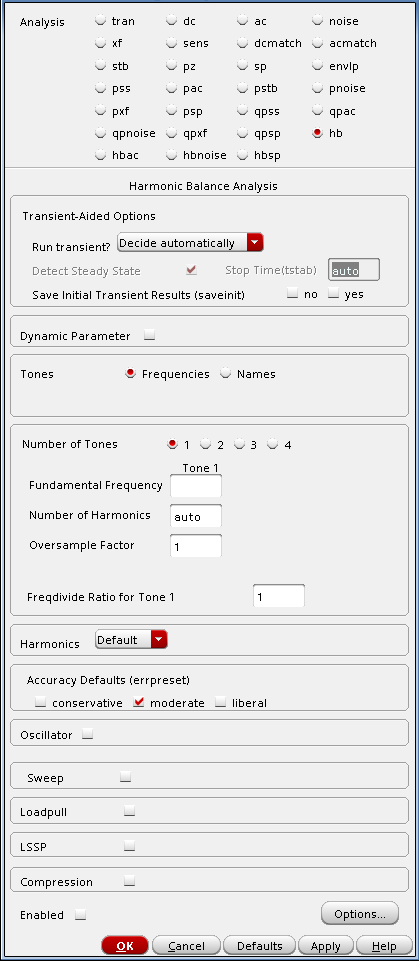 Analysis tran dc ac noise
xf sens dcmatch acmatch
stb pz sp envlp
pss pac pstb pnoise
pxf psp qpss qpac
qpnoise qpxf qpsp hb
hbac hbnoise hbsp
Harmonic Balance Analysis
Transient-Aided Options
Run transient? Decide automatically
Detect Steady State Stop Time(tstab) auto
Save Initial Transient Results (saveinit) no yes
Dynamic Parameter
Tones Frequencies Names
Number of Tones 1 2 3 4
Tone 1
Fundamental Frequency
Number of Harmonics auto
Oversample Factor 1
Freqdivide Ratio for Tone 1 1
Harmonics Default
Accuracy Defaults (errpreset)
conservative moderate liberal
Oscillator
Sweep
Loadpull
LSSP
Compression
Enabled Options...
OK Cancel Defaults Apply Help